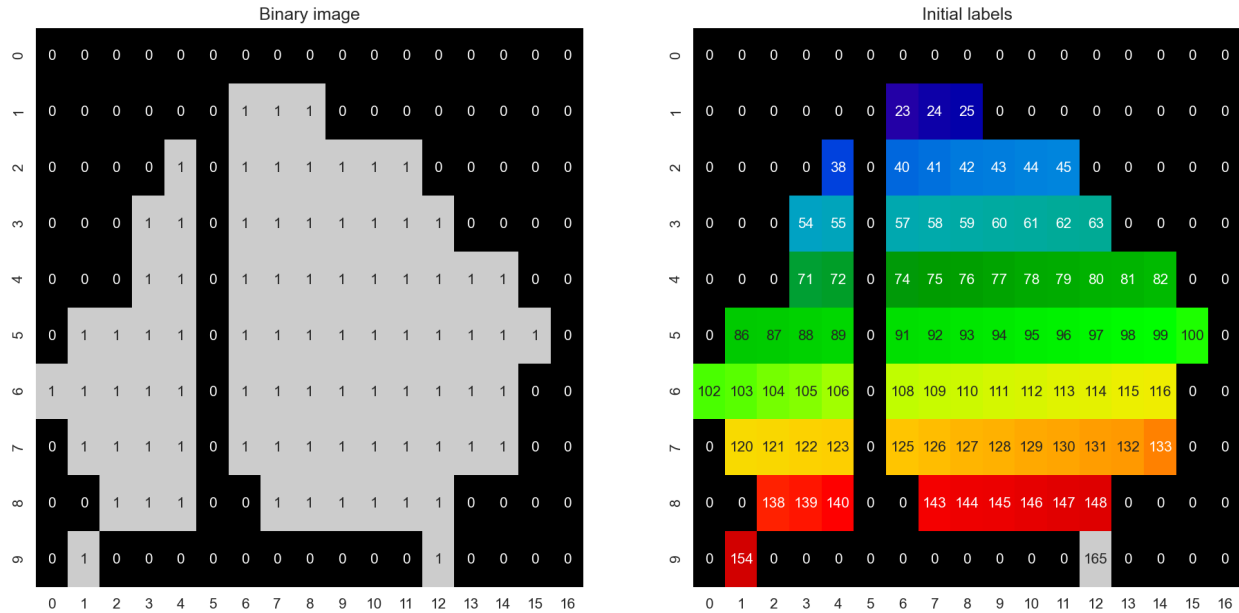 Binary image
0 0 0 0 0 0 0 0 0 0 0 0 0 0 0 0 0 0
1 0 0 0 0 0 0 1 1 1 0 0 0 0 0 0 0 0
2 0 0 0 0 1 0 1 1 1 1 1 1 0 0 0 0 0
3 0 0 0 1 1 0 1 1 1 1 1 1 1 0 0 0 0
4 0 0 0 1 1 0 1 1 1 1 1 1 1 1 1 0 0
5 0 1 1 1 1 0 1 1 1 1 1 1 1 1 1 1 0
6 1 1 1 1 1 0 1 1 1 1 1 1 1 1 1 0 0
7 0 1 1 1 1 0 1 1 1 1 1 1 1 1 1 0 0
8 0 0 1 1 1 0 0 1 1 1 1 1 1 0 0 0 0
9 0 1 0 0 0 0 0 0 0 0 0 0 1 0 0 0 0
0 1 2 3 4 5 6 7 8 9 10 11 12 13 14 15 16
Initial labels
0 0 0 0 0 0 0 0 0 0 0 0 0 0 0 0 0 0
1 0 0 0 0 0 0 23 24 25 0 0 0 0 0 0 0 0
2 0 0 0 0 38 0 40 41 42 43 44 45 0 0 0 0 0
3 0 0 0 54 55 0 57 58 59 60 61 62 63 0 0 0 0
4 0 0 0 71 72 0 74 75 76 77 78 79 80 81 82 0 0
5 0 86 87 88 89 0 91 92 93 94 95 96 97 98 99 100 0
6 102 103 104 105 106 0 108 109 110 111 112 113 114 115 116 0 0
7 0 120 121 122 123 0 125 126 127 128 129 130 131 132 133 0 0
8 0 0 138 139 140 0 0 143 144 145 146 147 148 0 0 0 0
9 0 154 0 0 0 0 0 0 0 0 0 0 165 0 0 0 0
0 1 2 3 4 5 6 7 8 9 10 11 12 13 14 15 16